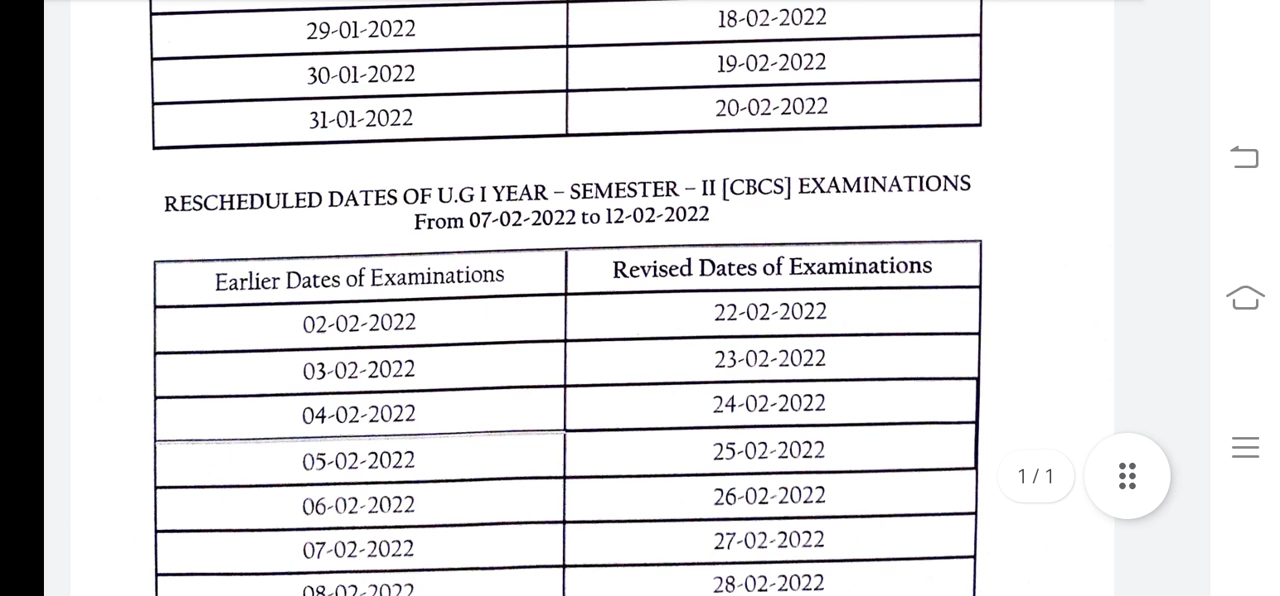 29-01-2022 18-02-2022
30-01-2022 19-02-2022
31-01-2022 20-02-2022
RESCHEDULED DATES OF U.G I YEAR – SEMESTER – II [CBCS] EXAMINATIONS
From 07-02-2022 to 12-02-2022
Earlier Dates of Examinations Revised Dates of Examinations
02-02-2022 22-02-2022
03-02-2022 23-02-2022
04-02-2022 24-02-2022
05-02-2022 25-02-2022
06-02-2022 26-02-2022
07-02-2022 27-02-2022
08-02-2022 28-02-2022
1 / 1